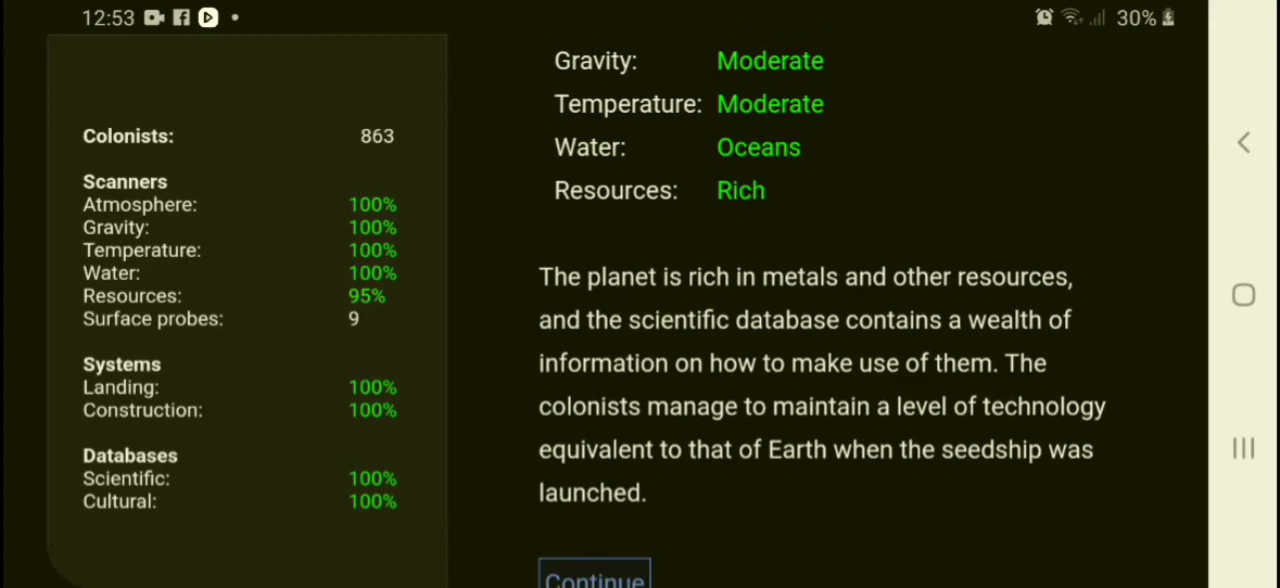 12:53
30%
Colonists: 863
Scanners
Atmosphere: 100%
Gravity: 100%
Temperature: 100%
Water: 100%
Resources: 95%
Surface probes: 9
Systems
Landing: 100%
Construction: 100%
Databases
Scientific: 100%
Cultural: 100%
Gravity: Moderate
Temperature: Moderate
Water: Oceans
Resources: Rich
The planet is rich in metals and other resources,
and the scientific database contains a wealth of
information on how to make use of them. The
colonists manage to maintain a level of technology
equivalent to that of Earth when the seedship was
launched.
Continue